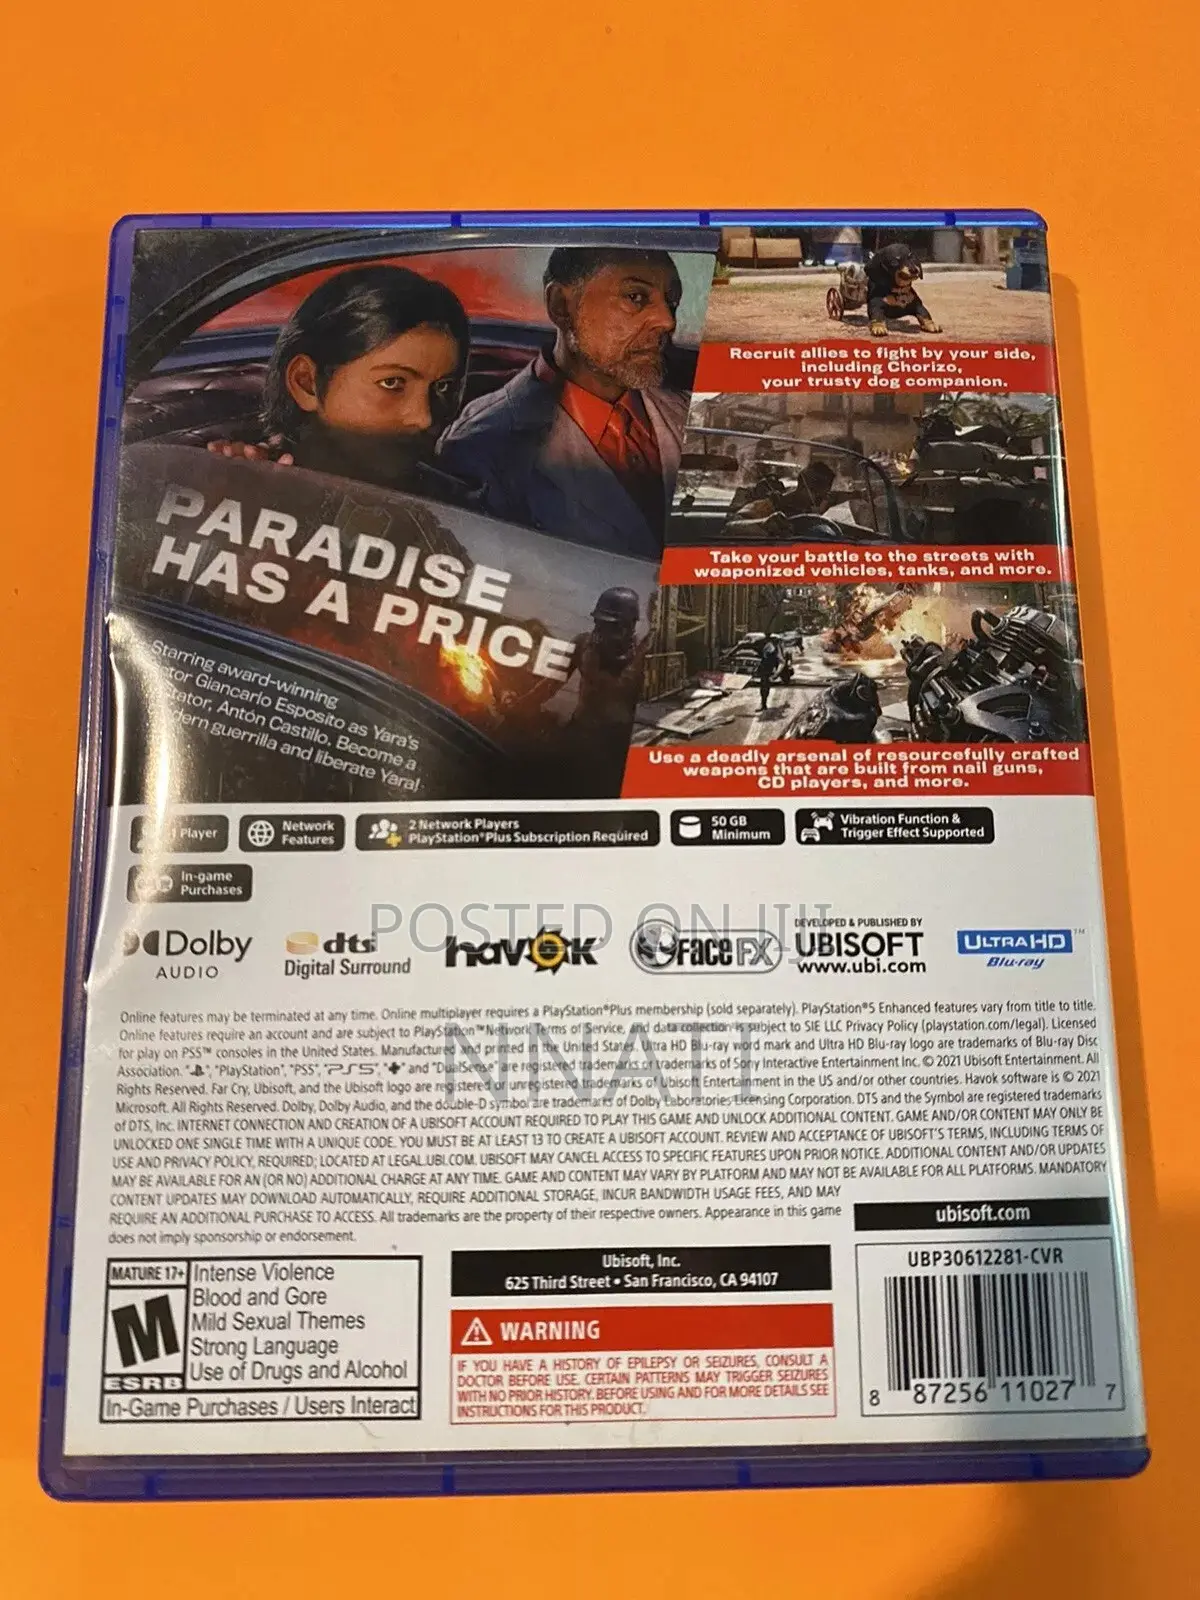 PARADISE
HAS A PRICE
Starring award-winning
tor Giancarlo Esposito as Yara's
tator, Antón Castillo. Become a
dern guerrilla and liberate Yara!
Recruit allies to fight by your side,
including Chorizo,
your trusty dog companion.
Take your battle to the streets with
weaponized vehicles, tanks, and more.
Use a deadly arsenal of resourcefully crafted
weapons that are built from nail guns,
CD players, and more.
1 Player
Network
Features
2 Network Players
PlayStation®Plus Subscription Required
50 GB
Minimum
Vibration Function &
Trigger Effect Supported
In-game
Purchases
POSTED ON JIJI
Dolby
AUDIO
dts
Digital Surround
havok
FaceFX
DEVELOPED & PUBLISHED BY
UBISOFT
www.ubi.com
ULTRA HD™
Blu-ray
NNATI
Online features may be terminated at any time. Online multiplayer requires a PlayStation®Plus membership (sold separately). PlayStation®5 Enhanced features vary from title to title.
Online features require an account and are subject to PlayStation™Network Terms of Service, and data collection is subject to SIE LLC Privacy Policy (playstation.com/legal). Licensed
for play on PS5™ consoles in the United States. Manufactured and printed in the United States. Ultra HD Blu-ray word mark and Ultra HD Blu-ray logo are trademarks of Blu-ray Disc
Association. "", "PlayStation", "PS5", "PS5", "" and "DualSense" are registered trademarks or trademarks of Sony Interactive Entertainment Inc. © 2021 Ubisoft Entertainment. All
Rights Reserved. Far Cry, Ubisoft, and the Ubisoft logo are registered or unregistered trademarks of Ubisoft Entertainment in the US and/or other countries. Havok software is © 2021
Microsoft. All Rights Reserved. Dolby, Dolby Audio, and the double-D symbol are trademarks of Dolby Laboratories Licensing Corporation. DTS and the Symbol are registered trademarks
of DTS, Inc. INTERNET CONNECTION AND CREATION OF A UBISOFT ACCOUNT REQUIRED TO PLAY THIS GAME AND UNLOCK ADDITIONAL CONTENT. GAME AND/OR CONTENT MAY ONLY BE
UNLOCKED ONE SINGLE TIME WITH A UNIQUE CODE. YOU MUST BE AT LEAST 13 TO CREATE A UBISOFT ACCOUNT. REVIEW AND ACCEPTANCE OF UBISOFT'S TERMS, INCLUDING TERMS OF
USE AND PRIVACY POLICY, REQUIRED; LOCATED AT LEGAL.UBI.COM. UBISOFT MAY CANCEL ACCESS TO SPECIFIC FEATURES UPON PRIOR NOTICE. ADDITIONAL CONTENT AND/OR UPDATES
MAY BE AVAILABLE FOR AN (OR NO) ADDITIONAL CHARGE AT ANY TIME. GAME AND CONTENT MAY VARY BY PLATFORM AND MAY NOT BE AVAILABLE FOR ALL PLATFORMS. MANDATORY
CONTENT UPDATES MAY DOWNLOAD AUTOMATICALLY, REQUIRE ADDITIONAL STORAGE, INCUR BANDWIDTH USAGE FEES, AND MAY
REQUIRE AN ADDITIONAL PURCHASE TO ACCESS. All trademarks are the property of their respective owners. Appearance in this game
does not imply sponsorship or endorsement.
ubisoft.com
MATURE 17+
M
ESRB
Intense Violence
Blood and Gore
Mild Sexual Themes
Strong Language
Use of Drugs and Alcohol
In-Game Purchases / Users Interact
Ubisoft, Inc.
625 Third Street • San Francisco, CA 94107
WARNING
IF YOU HAVE A HISTORY OF EPILEPSY OR SEIZURES, CONSULT A
DOCTOR BEFORE USE. CERTAIN PATTERNS MAY TRIGGER SEIZURES
WITH NO PRIOR HISTORY. BEFORE USING AND FOR MORE DETAILS SEE
INSTRUCTIONS FOR THIS PRODUCT.
UBP30612281-CVR
8 87256 11027 7